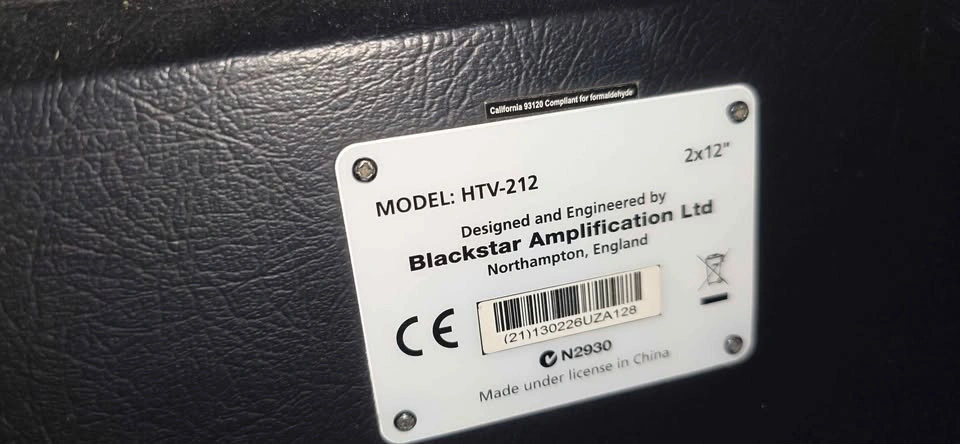 California 93120 Compliant for formaldehyde
2x12"
MODEL: HTV-212
Designed and Engineered by
Blackstar Amplification Ltd
Northampton, England
CE
(21)130226UZA128
N2930
Made under license in China